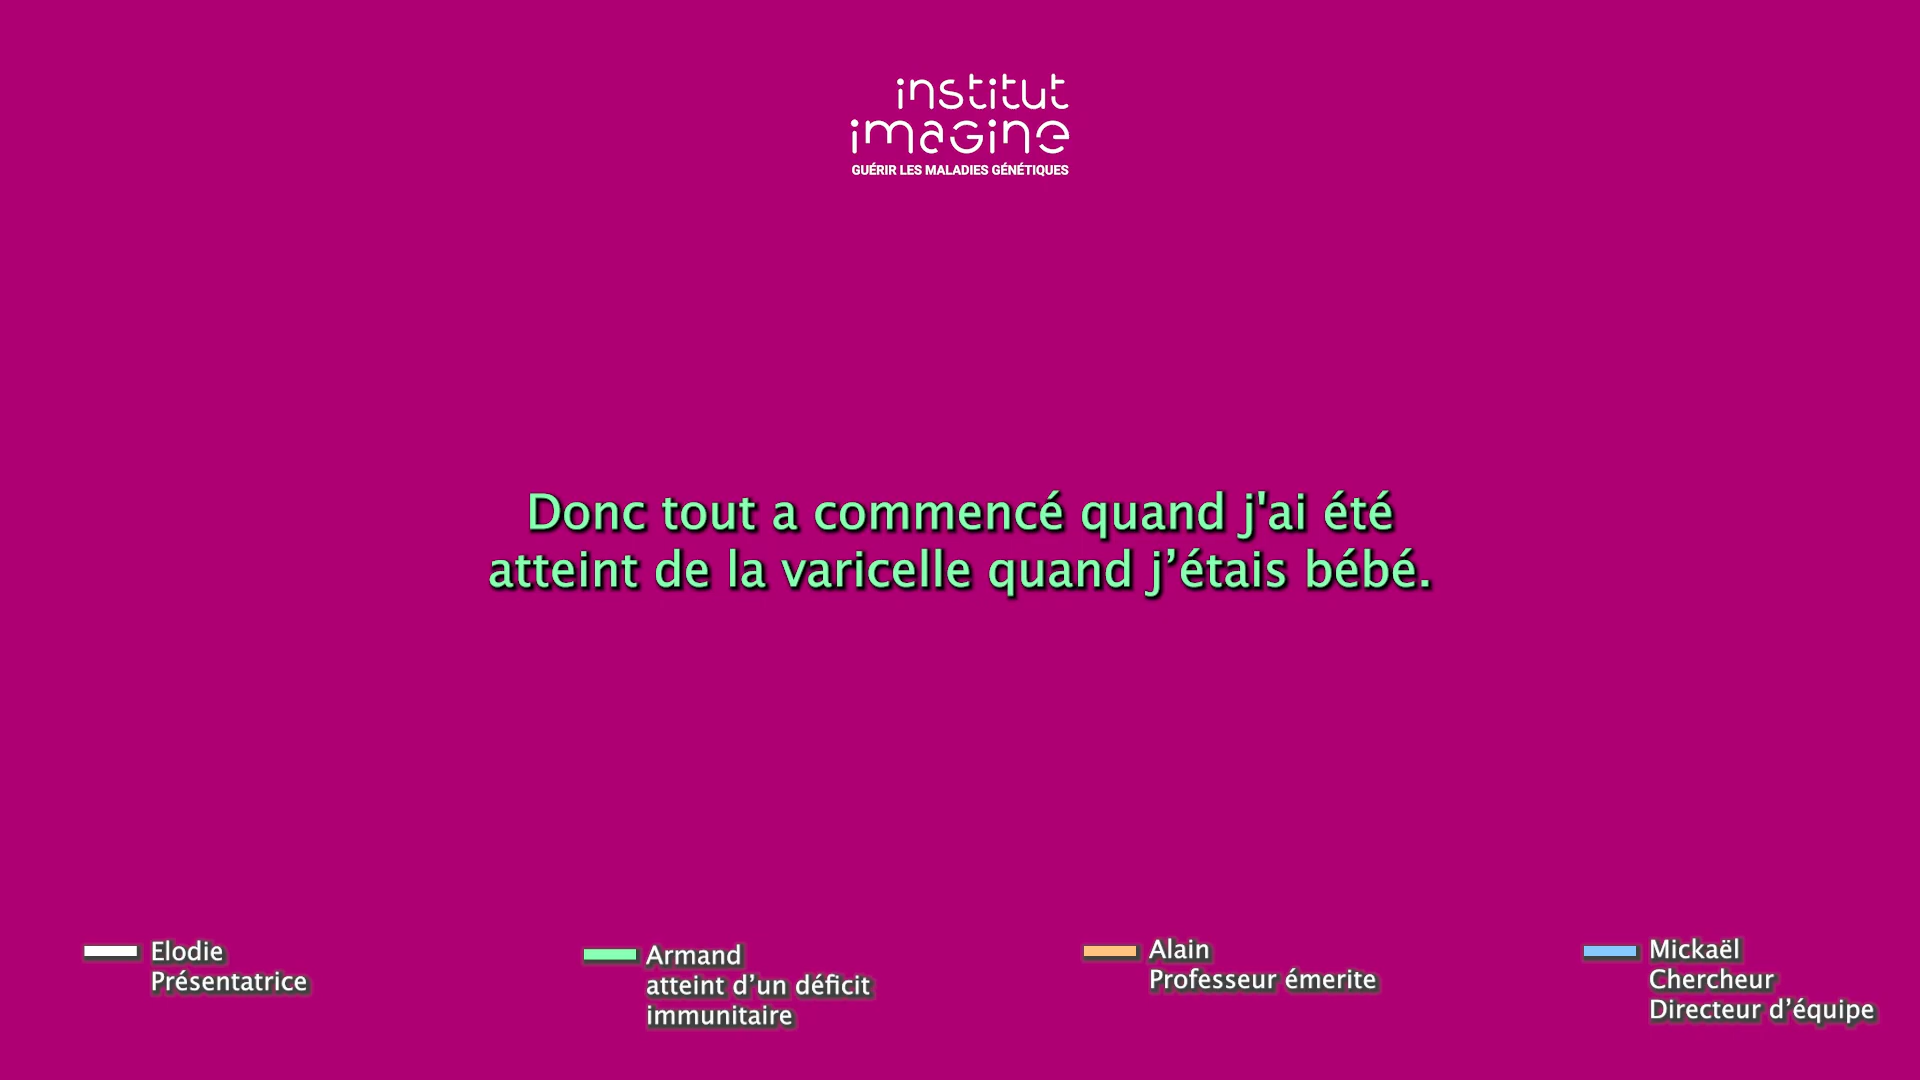 institut
imagine
GUÉRIR LES MALADIES GÉNÉTIQUES
Donc tout a commencé quand j'ai été
atteint de la varicelle quand j’étais bébé.
Elodie
Présentatrice
Armand
atteint d’un déficit
immunitaire
Alain
Professeur émerite
Mickaël
Chercheur
Directeur d’équipe